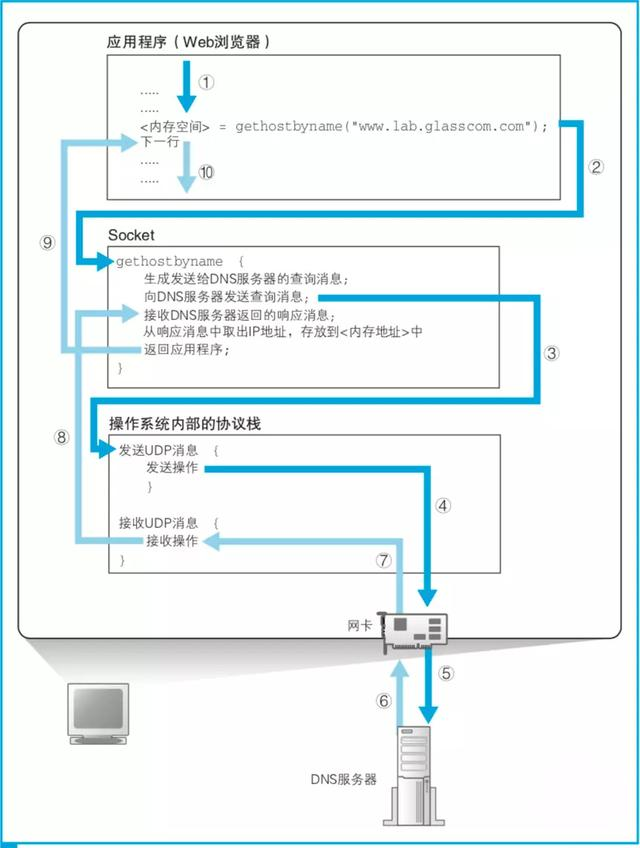 应用程序（Web浏览器）
①
.....
.....
<内存空间> = gethostbyname("www.lab.glasscom.com");
下一行
②
.....
⑩
.....
⑨
Socket
gethostbyname {
生成发送给DNS服务器的查询消息；
向DNS服务器发送查询消息；
接收DNS服务器返回的响应消息；
从响应消息中取出IP地址，存放到<内存地址>中
返回应用程序；
}
③
操作系统内部的协议栈
⑧
发送UDP消息 {
发送操作
}
④
接收UDP消息 {
接收操作
}
⑦
网卡
⑤
⑥
DNS服务器